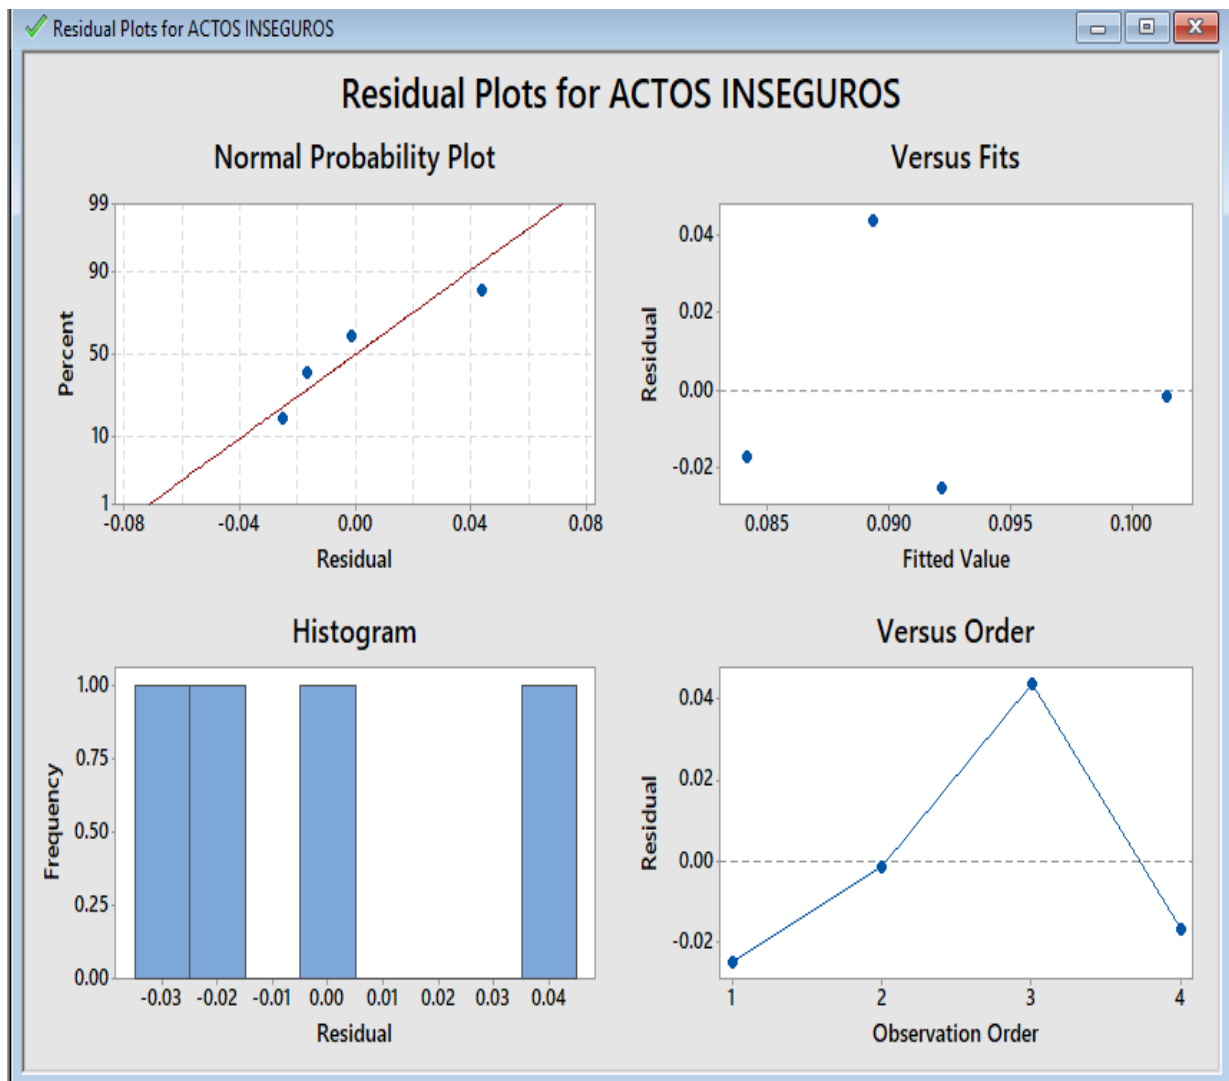 Residual Plots for ACTOS INSEGUROS
Residual Plots for ACTOS INSEGUROS
Normal Probability Plot
99
90
50
10
1
Percent
-0.08 -0.04 0.00 0.04 0.08
Residual
Versus Fits
0.04
0.02
0.00
-0.02
Residual
0.085 0.090 0.095 0.100
Fitted Value
Histogram
1.00
0.75
0.50
0.25
0.00
Frequency
-0.03 -0.02 -0.01 0.00 0.01 0.02 0.03 0.04
Residual
Versus Order
0.04
0.02
0.00
-0.02
Residual
1 2 3 4
Observation Order